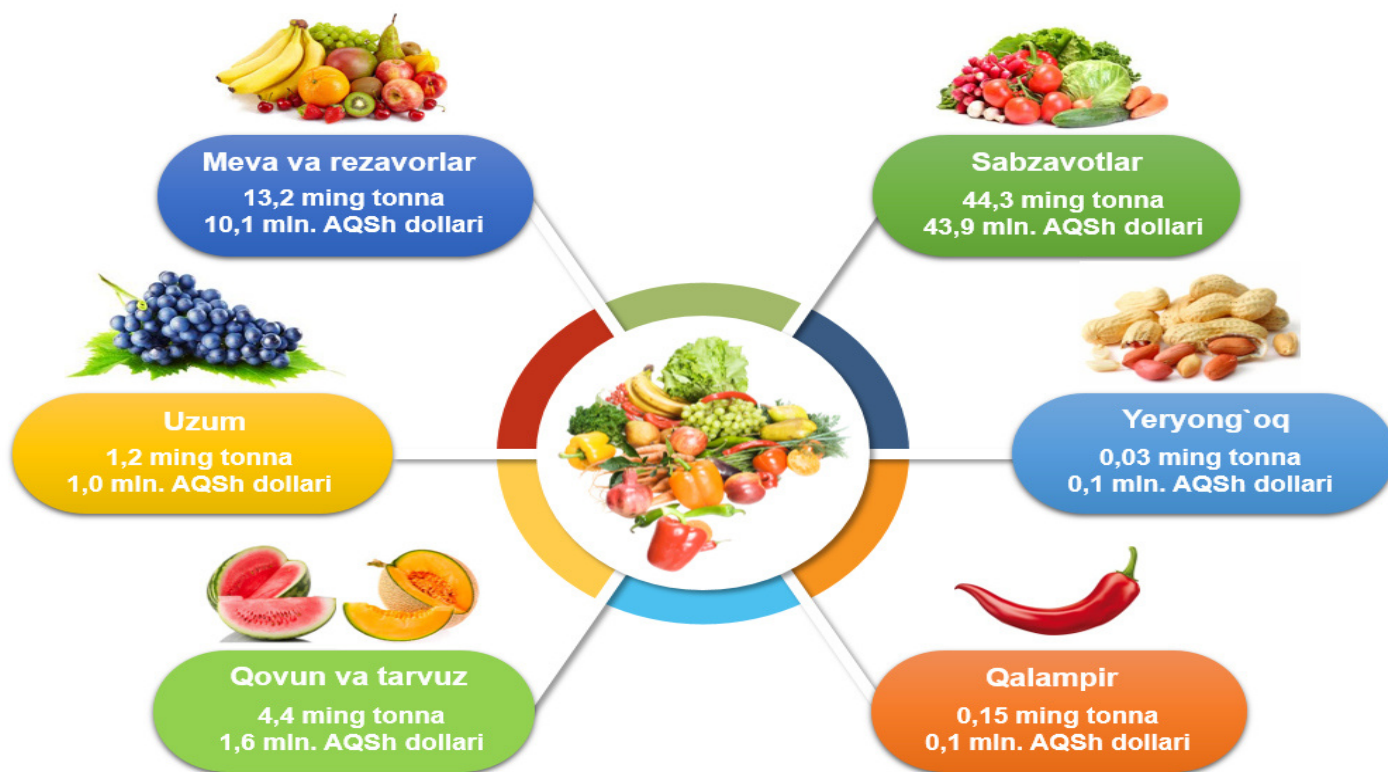 Meva va rezavorlar
13,2 ming tonna
10,1 mln. AQSh dollari
Sabzavotlar
44,3 ming tonna
43,9 mln. AQSh dollari
Uzum
1,2 ming tonna
1,0 mln. AQSh dollari
Yeryong`oq
0,03 ming tonna
0,1 mln. AQSh dollari
Qovun va tarvuz
4,4 ming tonna
1,6 mln. AQSh dollari
Qalampir
0,15 ming tonna
0,1 mln. AQSh dollari